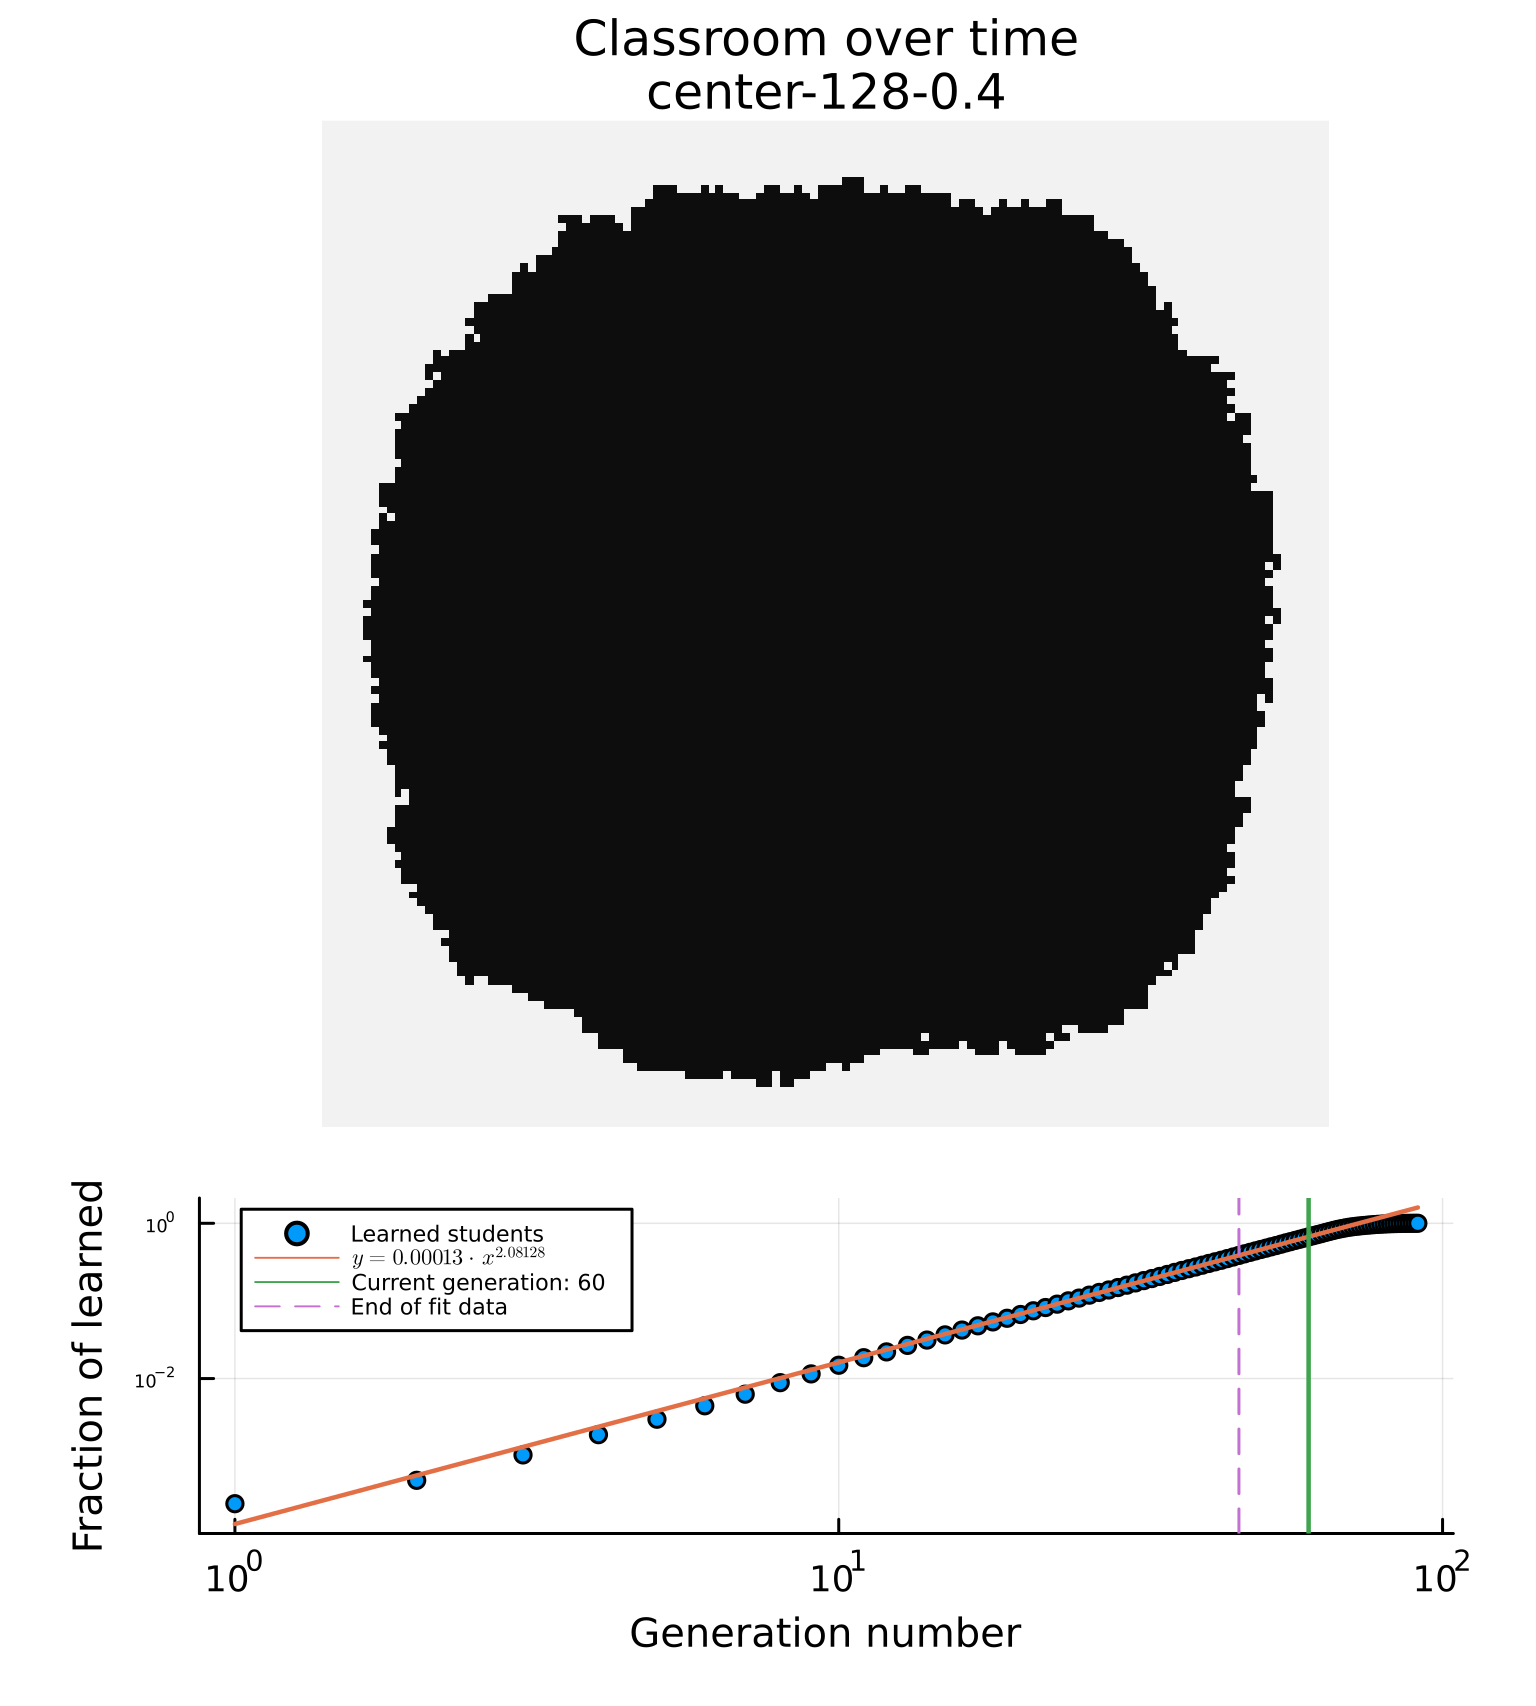 Classroom over time
center-128-0.4
Fraction of learned
10⁰
10⁻²
Learned students
y = 0.00013 · x^2.08128
Current generation: 60
End of fit data
10⁰ 10¹ 10²
Generation number